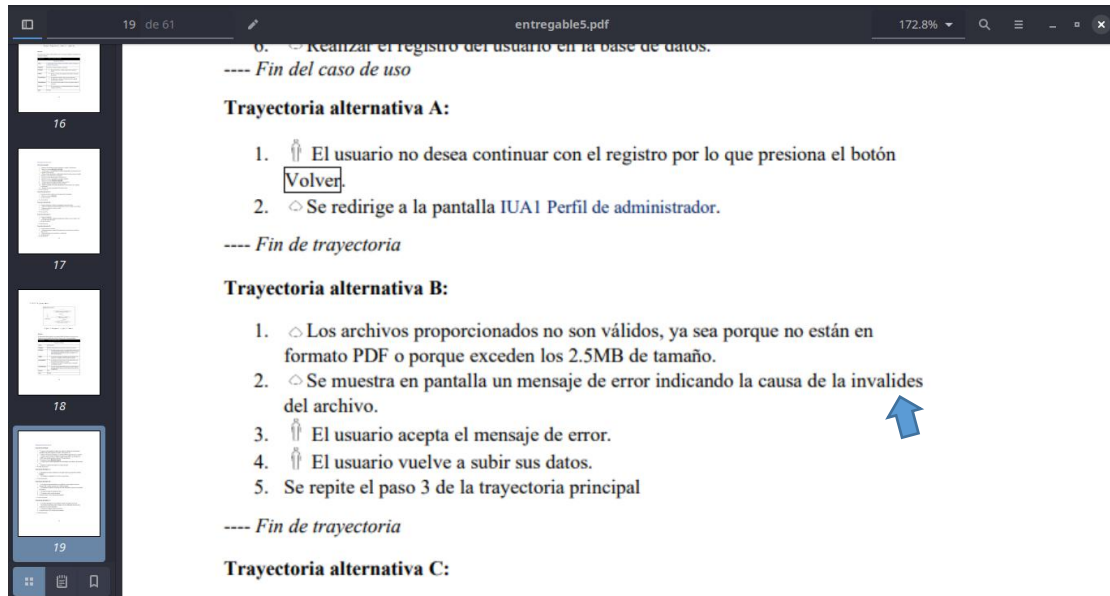 19 de 61
entregable5.pdf
172.8%
16
17
18
19
6. Realizar el registro del usuario en la base de datos.
---- Fin del caso de uso
Trayectoria alternativa A:
1. El usuario no desea continuar con el registro por lo que presiona el botón
Volver.
2. Se redirige a la pantalla IUA1 Perfil de administrador.
---- Fin de trayectoria
Trayectoria alternativa B:
1. Los archivos proporcionados no son válidos, ya sea porque no están en
formato PDF o porque exceden los 2.5MB de tamaño.
2. Se muestra en pantalla un mensaje de error indicando la causa de la invalides
del archivo.
3. El usuario acepta el mensaje de error.
4. El usuario vuelve a subir sus datos.
5. Se repite el paso 3 de la trayectoria principal
---- Fin de trayectoria
Trayectoria alternativa C: